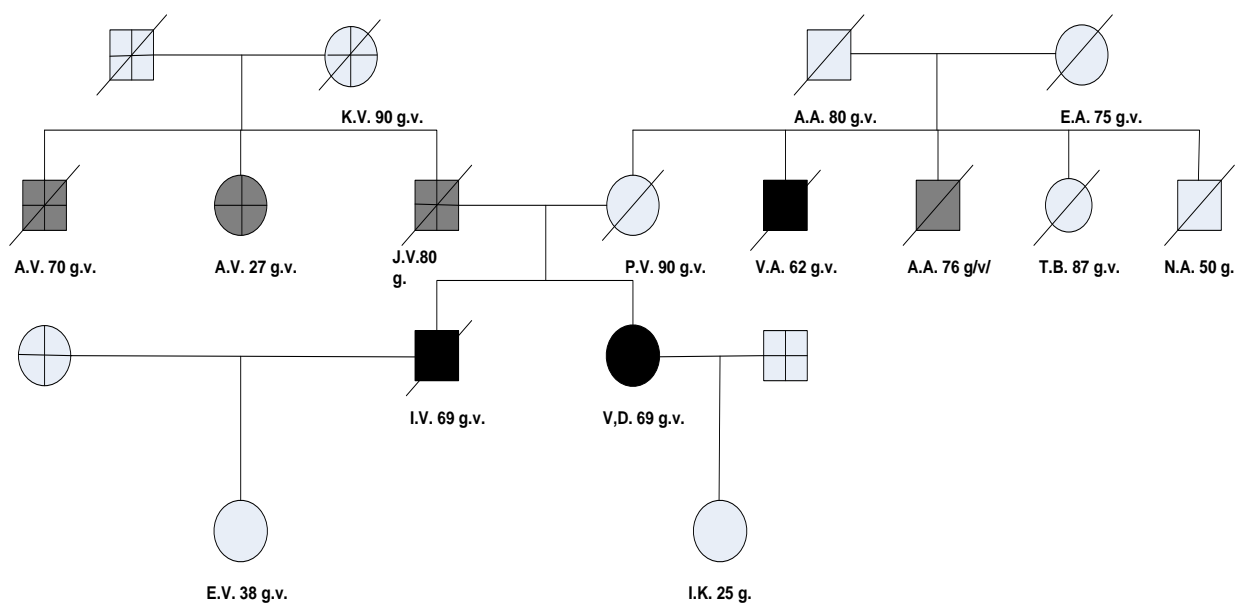 K.V. 90 g.v.
A.A. 80 g.v.
E.A. 75 g.v.
A.V. 70 g.v.
A.V. 27 g.v.
J.V.80
g.
P.V. 90 g.v.
V.A. 62 g.v.
A.A. 76 g/v/
T.B. 87 g.v.
N.A. 50 g.
I.V. 69 g.v.
V,D. 69 g.v.
E.V. 38 g.v.
I.K. 25 g.